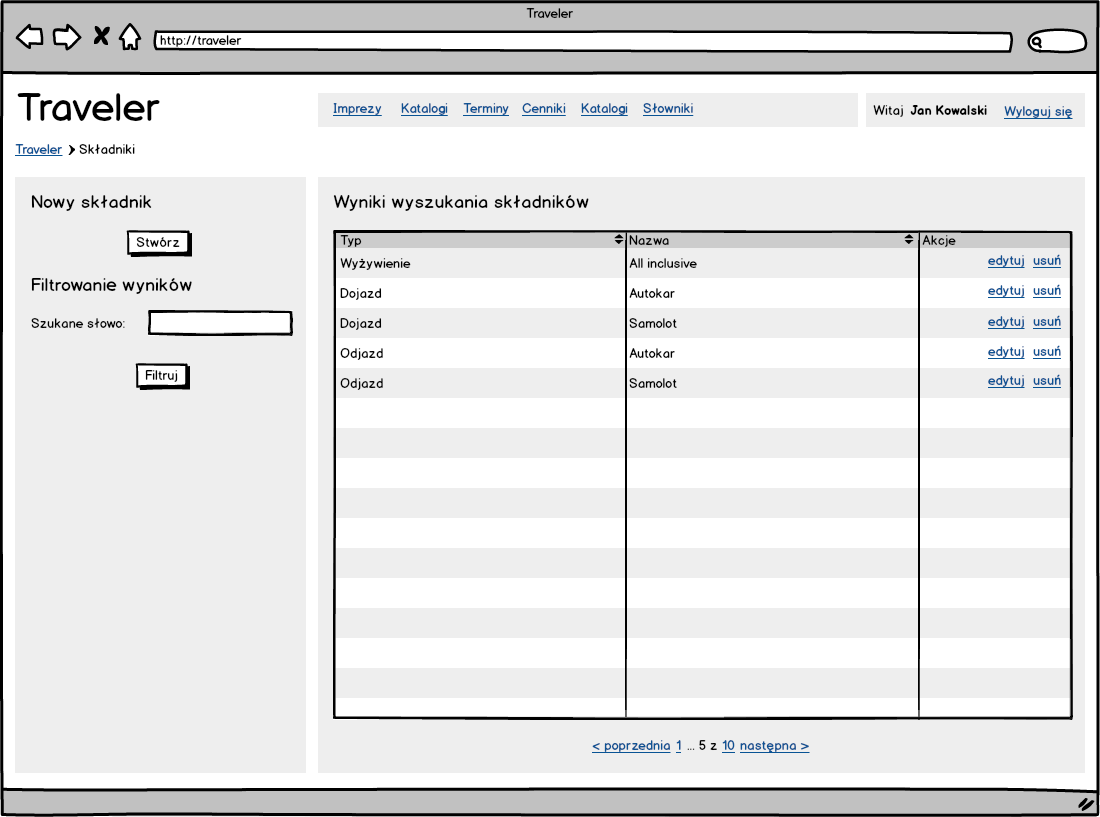 Traveler
http://traveler
Traveler
Imprezy Katalogi Terminy Cenniki Katalogi Słowniki
Witaj Jan Kowalski Wyloguj się
Traveler > Składniki
Nowy składnik
Stwórz
Filtrowanie wyników
Szukane słowo:
Filtruj
Wyniki wyszukania składników
Typ Nazwa Akcje
Wyżywienie All inclusive edytuj usuń
Dojazd Autokar edytuj usuń
Dojazd Samolot edytuj usuń
Odjazd Autokar edytuj usuń
Odjazd Samolot edytuj usuń
< poprzednia 1 ... 5 z 10 następna >